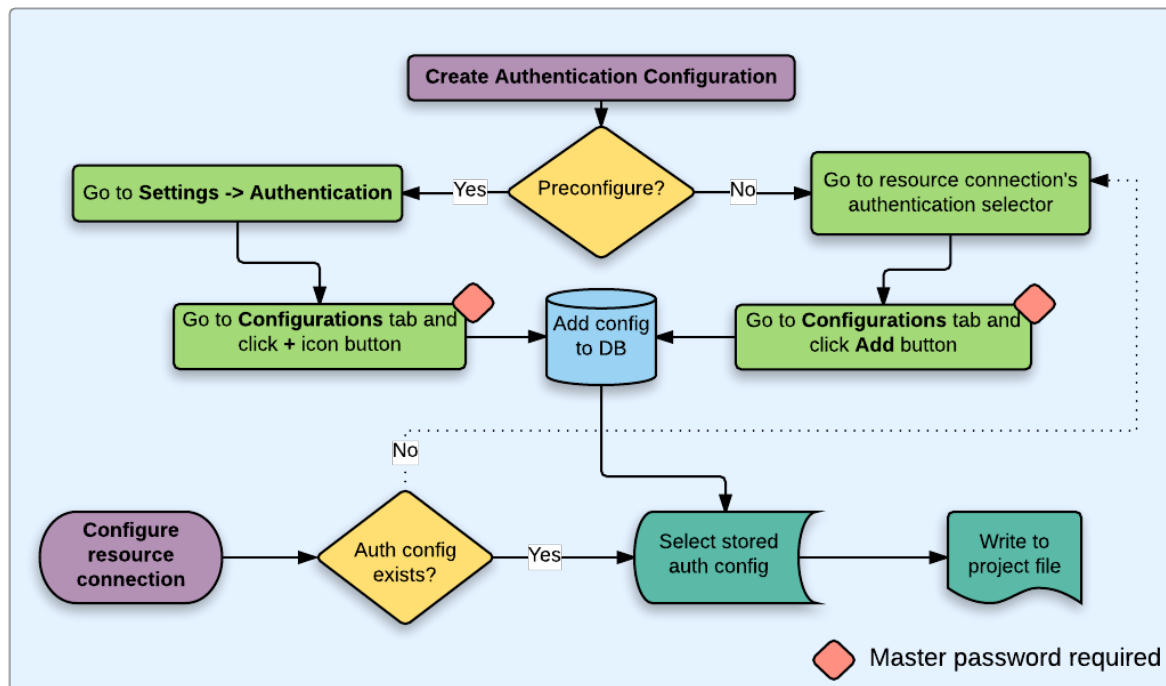 Create Authentication Configuration
Preconfigure?
Yes
No
Go to Settings -> Authentication
Go to resource connection's
authentication selector
Go to Configurations tab and
click + icon button
Add config
to DB
Go to Configurations tab and
click Add button
No
Configure
resource
connection
Auth config
exists?
Yes
Select stored
auth config
Write to
project file
Master password required